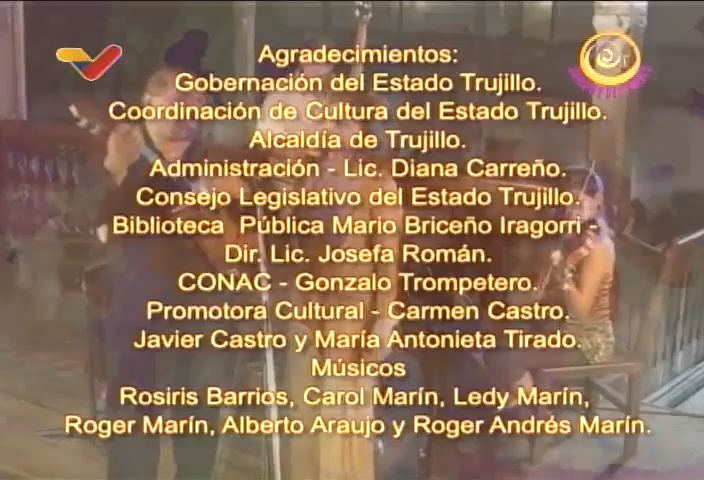 Agradecimientos:
Gobernación del Estado Trujillo.
Coordinación de Cultura del Estado Trujillo.
Alcaldía de Trujillo.
Administración - Lic. Diana Carreño.
Consejo Legislativo del Estado Trujillo.
Biblioteca  Pública Mario Briceño Iragorri -
Dir. Lic. Josefa Román.
CONAC - Gonzalo Trompetero.
Promotora Cultural - Carmen Castro.
Javier Castro y María Antonieta Tirado.
Músicos
Rosiris Barrios, Carol Marín, Ledy Marín,
Roger Marín, Alberto Araujo y Roger Andrés Marín.